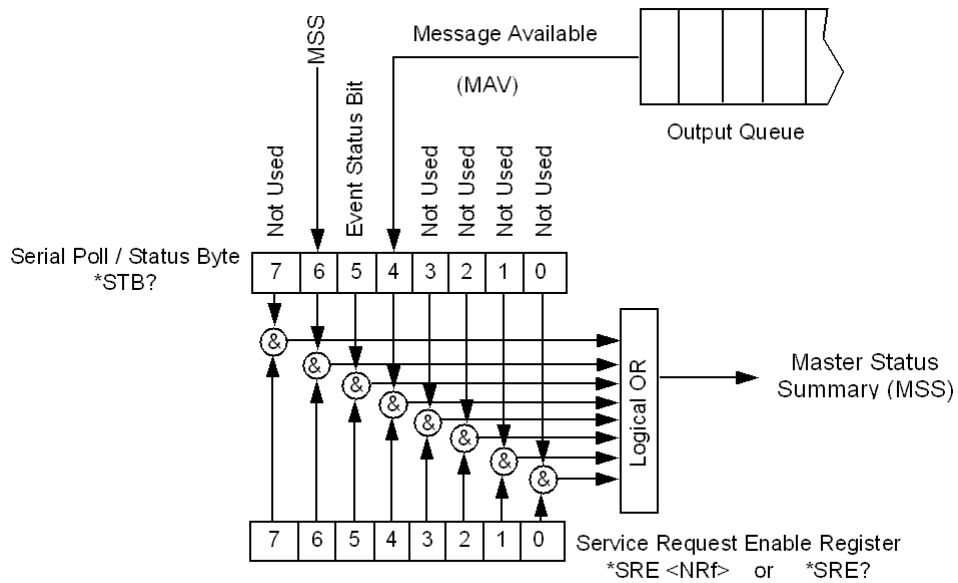 MSS
Message Available
(MAV)
Output Queue
Not Used
Event Status Bit
Not Used
Not Used
Not Used
Not Used
Serial Poll / Status Byte
*STB?
7 6 5 4 3 2 1 0
&
&
&
&
&
&
&
&
Logical OR
Master Status
Summary (MSS)
7 6 5 4 3 2 1 0
Service Request Enable Register
*SRE <NRf> or *SRE?